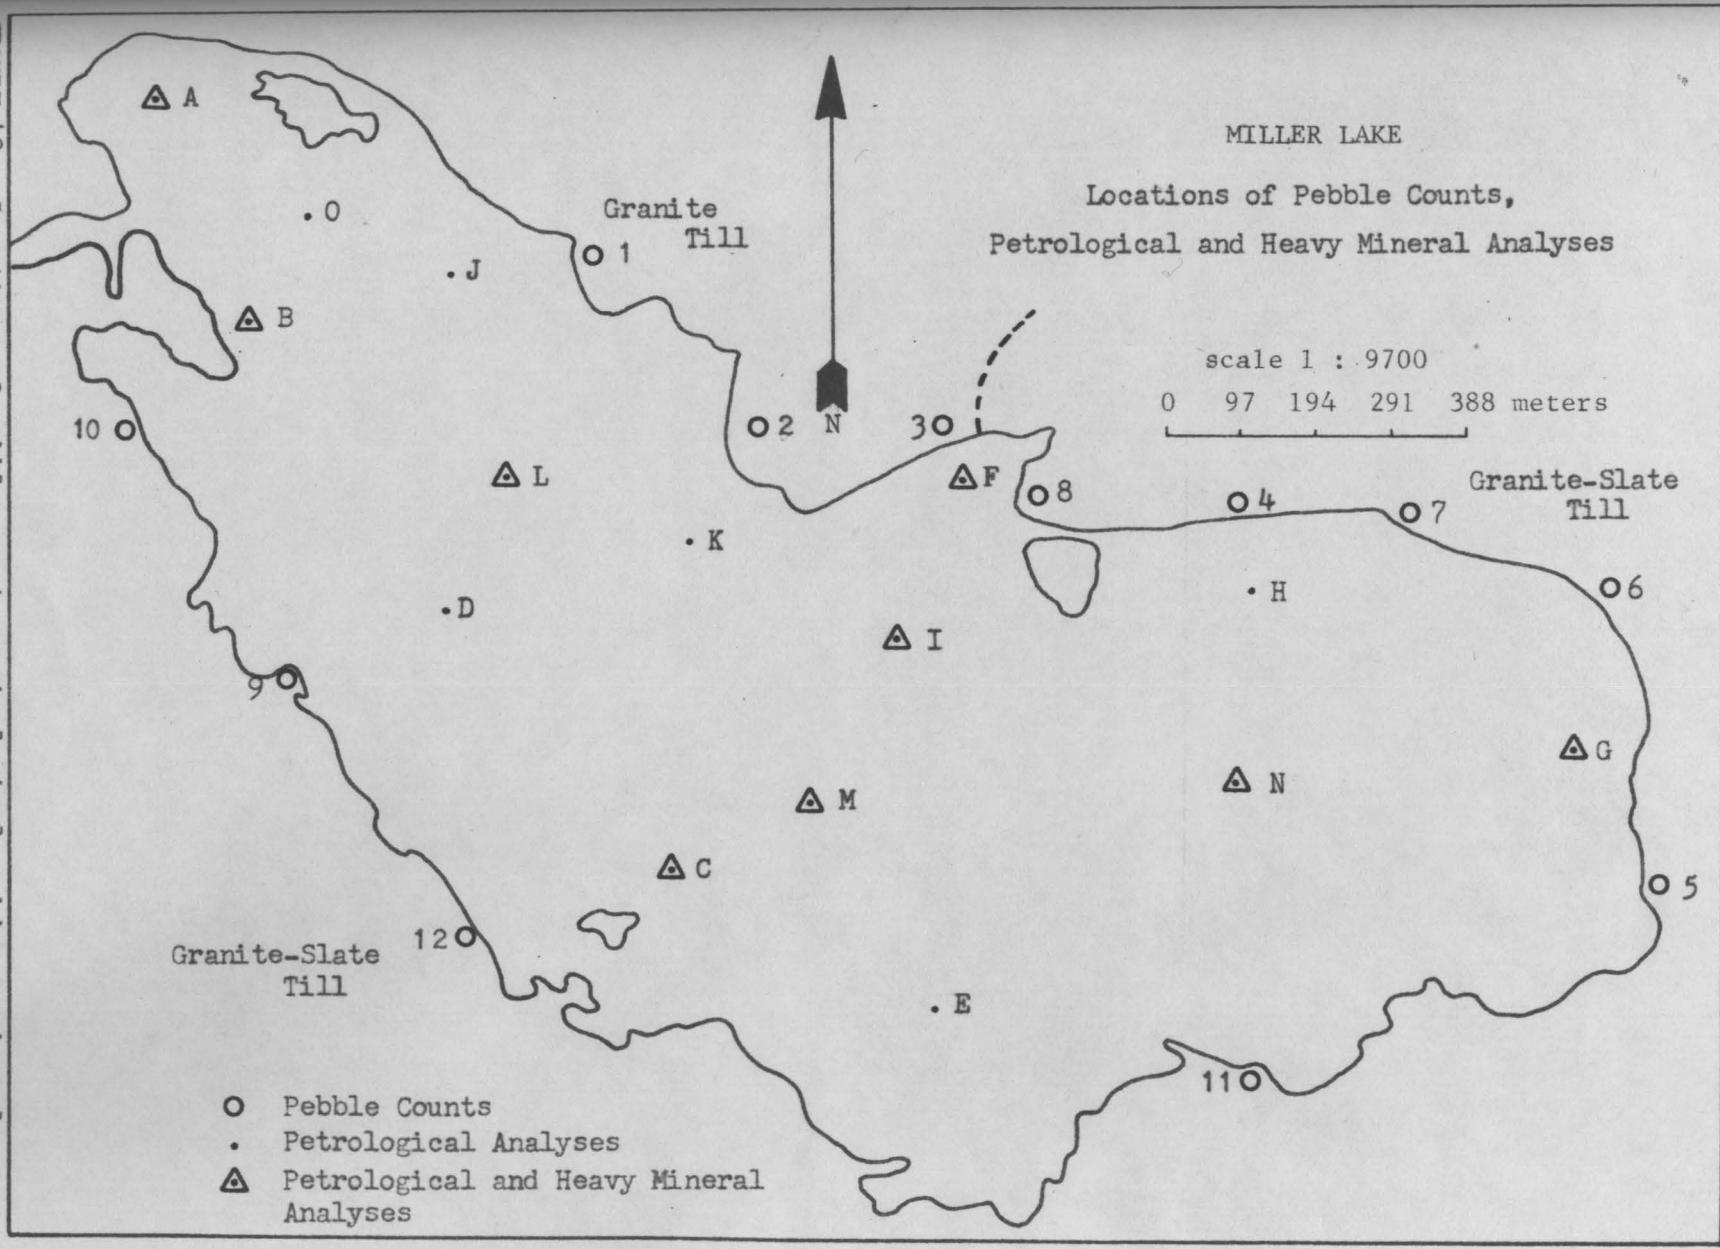 MILLER LAKE
Locations of Pebble Counts,
Petrological and Heavy Mineral Analyses
scale 1 : 9700
0 97 194 291 388 meters
A
O
Granite
Till
J
1
B
10
2
N
3
L
F
8
4
7
Granite-Slate
Till
K
H
6
D
I
9
G
M
N
C
5
12
Granite-Slate
Till
E
11
Pebble Counts
Petrological Analyses
Petrological and Heavy Mineral
Analyses